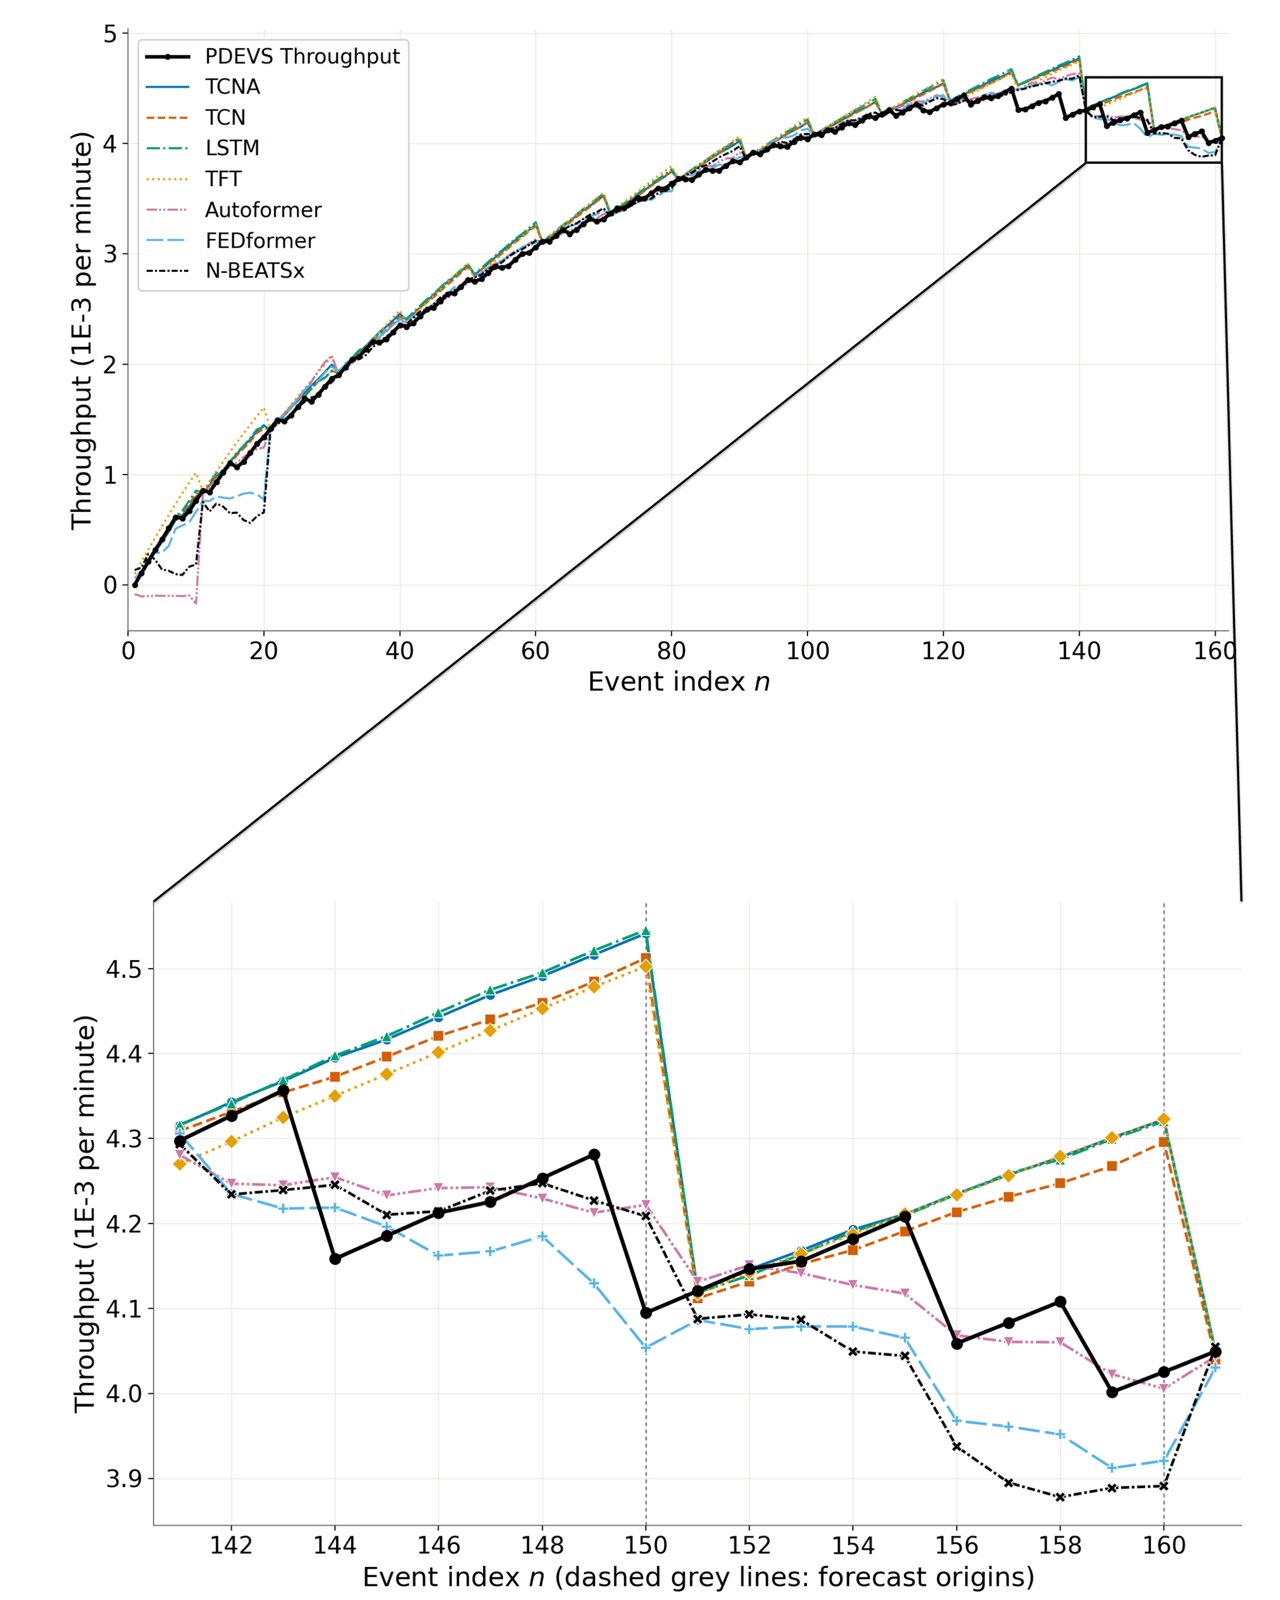 Throughput (1E-3 per minute)
5
4
3
2
1
0
PDEVS Throughput
TCNA
TCN
LSTM
TFT
Autoformer
FEDformer
N-BEATSx
0 20 40 60 80 100 120 140 160
Event index n
Throughput (1E-3 per minute)
4.5
4.4
4.3
4.2
4.1
4.0
3.9
142 144 146 148 150 152 154 156 158 160
Event index n (dashed grey lines: forecast origins)